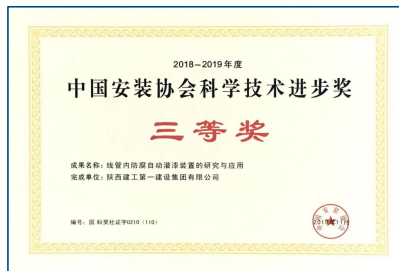 2018-2019年度
中国安装协会科学技术进步奖
三等奖
成果名称：线管内防腐自动灌漆装置的研究与应用
完成单位：陕西建工第一建设集团有限公司
编号：国 科奖社证字0210（110）